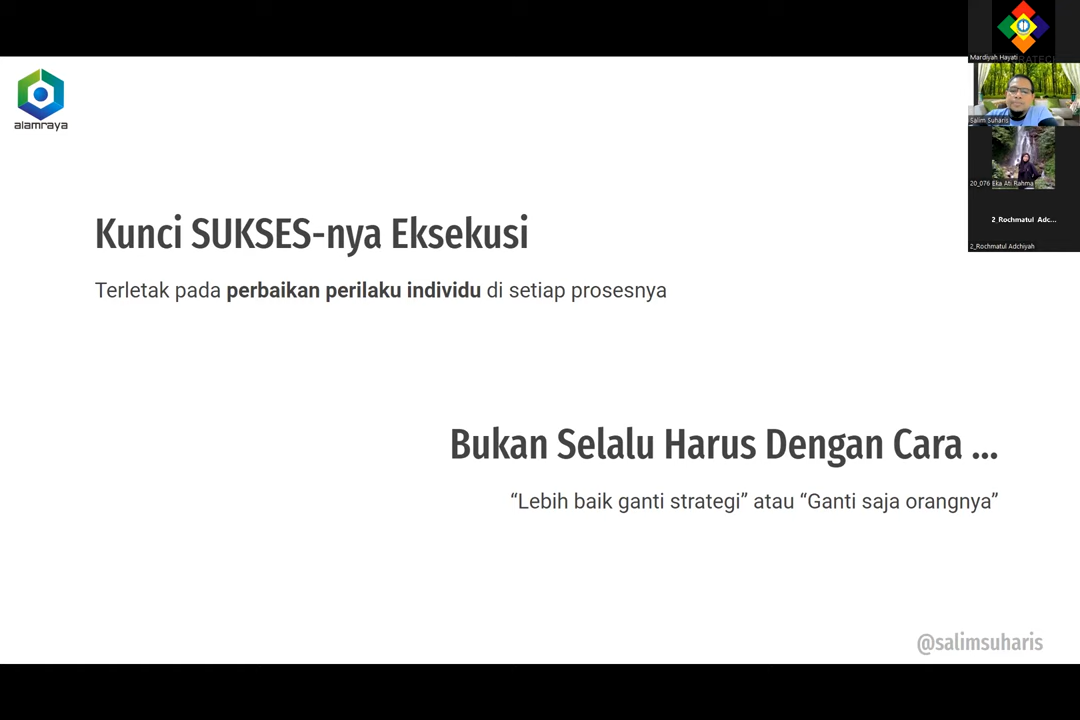 alamraya
Kunci SUKSES-nya Eksekusi
Terletak pada perbaikan perilaku individu di setiap prosesnya
Bukan Selalu Harus Dengan Cara ...
“Lebih baik ganti strategi” atau “Ganti saja orangnya”
@salimsuharis
Mardiyah Hayati
Salim Suharis
20_076 Eka Ati Rahma
2_Rochmatul Adc...
2_Rochmatul Adchiyah